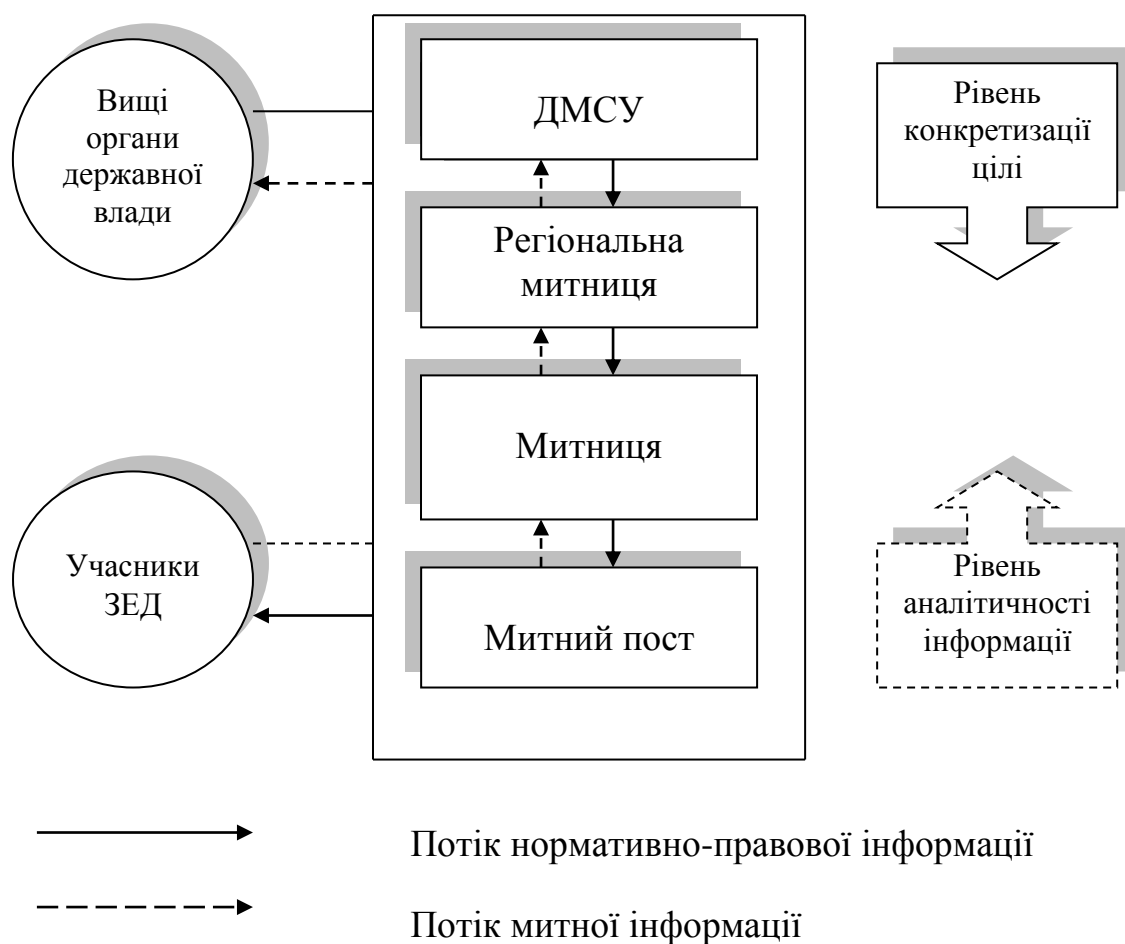 Вищі
органи
державної
влади
ДМСУ
Рівень
конкретизації
цілі
Регіональна
митниця
Митниця
Учасники
ЗЕД
Митний пост
Рівень
аналітичності
інформації
Потік нормативно-правової інформації
Потік митної інформації